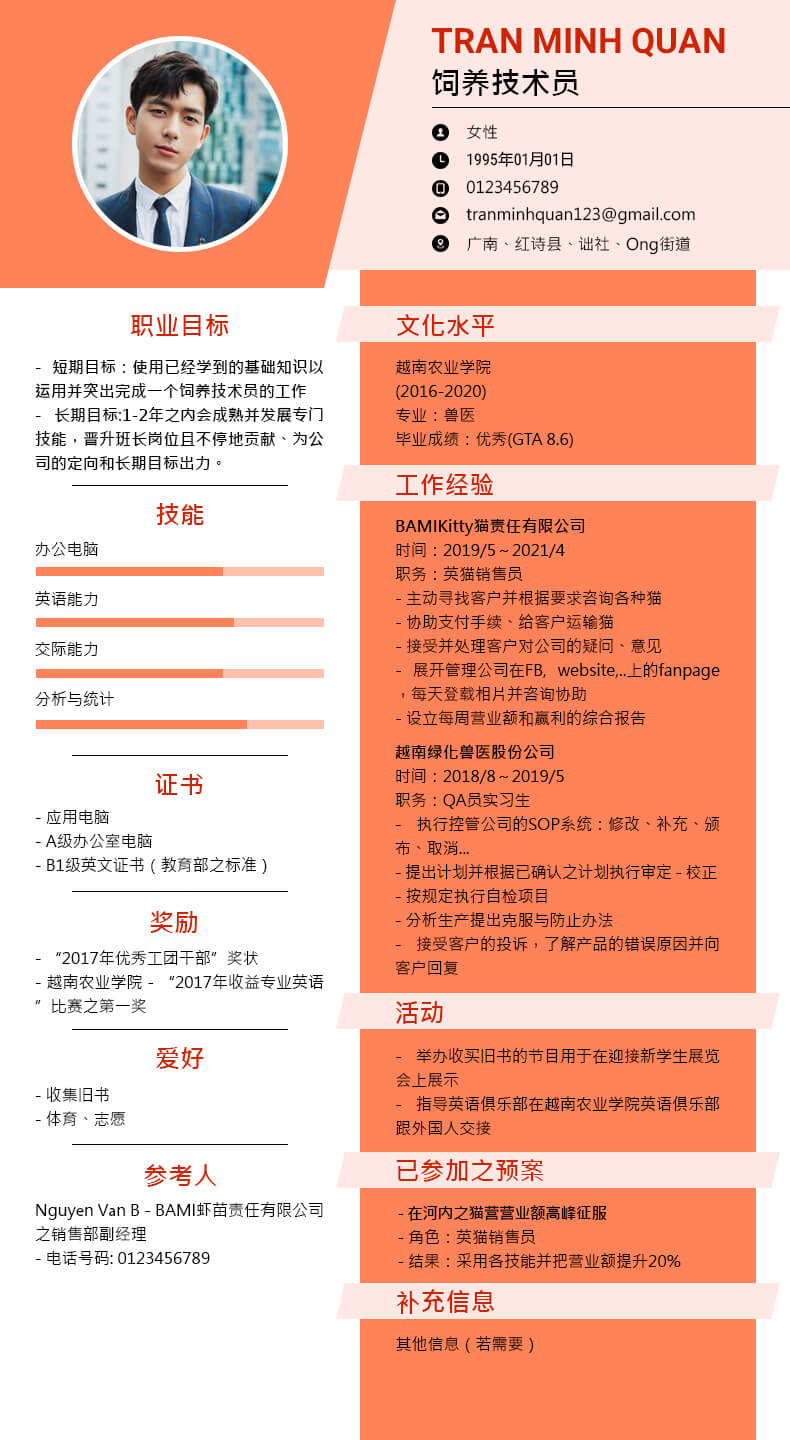 TRAN MINH QUAN
饲养技术员
女性
1995年01月01日
0123456789
tranminhquan123@gmail.com
广南、红诗县、诎社、Ong街道
职业目标
- 短期目标：使用已经学到的基础知识以
运用并突出完成一个饲养技术员的工作
- 长期目标:1-2年之内会成熟并发展专门
技能，晋升班长岗位且不停地贡献、为公
司的定向和长期目标出力。
技能
办公电脑
英语能力
交际能力
分析与统计
证书
- 应用电脑
- A级办公室电脑
- B1级英文证书（教育部之标准）
奖励
- “2017年优秀工团干部”奖状
- 越南农业学院 - “2017年收益专业英语
”比赛之第一奖
爱好
- 收集旧书
- 体育、志愿
参考人
Nguyen Van B - BAMI虾苗责任有限公司
之销售部副经理
- 电话号码: 0123456789
文化水平
越南农业学院
(2016-2020)
专业：兽医
毕业成绩：优秀(GTA 8.6)
工作经验
BAMIKitty猫责任有限公司
时间：2019/5～2021/4
职务：英猫销售员
- 主动寻找客户并根据要求咨询各种猫
- 协助支付手续、给客户运输猫
- 接受并处理客户对公司的疑问、意见
- 展开管理公司在FB，website,..上的fanpage
，每天登载相片并咨询协助
- 设立每周营业额和赢利的综合报告
越南绿化兽医股份公司
时间：2018/8～2019/5
职务：QA员实习生
- 执行控管公司的SOP系统：修改、补充、颁
布、取消...
- 提出计划并根据已确认之计划执行审定 - 校正
- 按规定执行自检项目
- 分析生产提出克服与防止办法
- 接受客户的投诉，了解产品的错误原因并向
客户回复
活动
- 举办收买旧书的节目用于在迎接新学生展览
会上展示
- 指导英语俱乐部在越南农业学院英语俱乐部
跟外国人交接
已参加之预案
- 在河内之猫营营业额高峰征服
- 角色：英猫销售员
- 结果：采用各技能并把营业额提升20%
补充信息
其他信息（若需要）